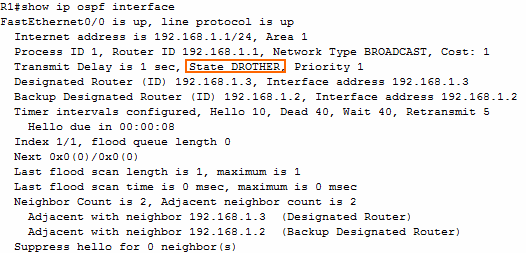 R1#show ip ospf interface
FastEthernet0/0 is up, line protocol is up
Internet address is 192.168.1.1/24, Area 1
Process ID 1, Router ID 192.168.1.1, Network Type BROADCAST, Cost: 1
Transmit Delay is 1 sec, State DROTHER, Priority 1
Designated Router (ID) 192.168.1.3, Interface address 192.168.1.3
Backup Designated Router (ID) 192.168.1.2, Interface address 192.168.1.2
Timer intervals configured, Hello 10, Dead 40, Wait 40, Retransmit 5
Hello due in 00:00:08
Index 1/1, flood queue length 0
Next 0x0(0)/0x0(0)
Last flood scan length is 1, maximum is 1
Last flood scan time is 0 msec, maximum is 0 msec
Neighbor Count is 2, Adjacent neighbor count is 2
Adjacent with neighbor 192.168.1.3 (Designated Router)
Adjacent with neighbor 192.168.1.2 (Backup Designated Router)
Suppress hello for 0 neighbor(s)